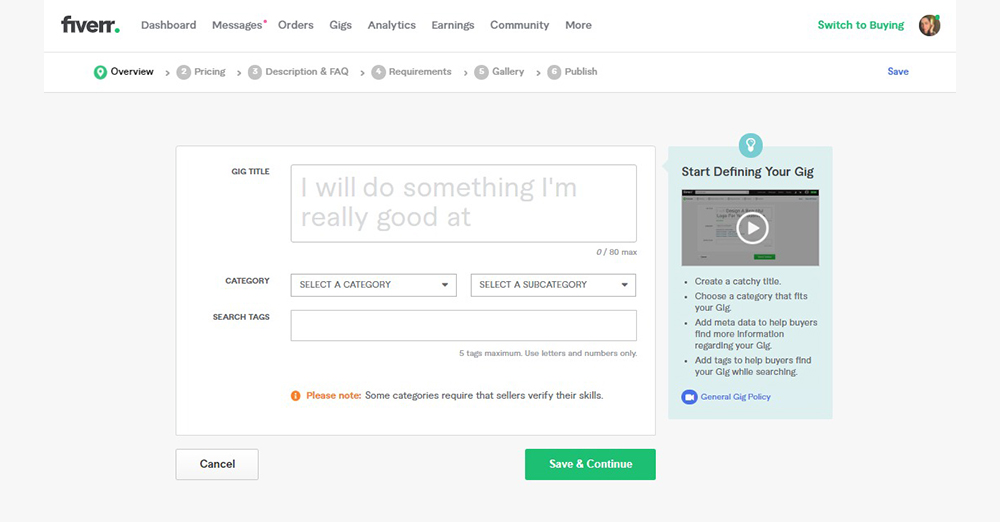 fiverr.
Dashboard Messages Orders Gigs Analytics Earnings Community More Switch to Buying
Overview 2 Pricing 3 Description & FAQ 4 Requirements 5 Gallery 6 Publish Save
GIG TITLE
I will do something I'm
really good at
0 / 80 max
CATEGORY SELECT A CATEGORY SELECT A SUBCATEGORY
SEARCH TAGS
5 tags maximum. Use letters and numbers only.
Please note: Some categories require that sellers verify their skills.
Cancel Save & Continue
Start Defining Your Gig
• Create a catchy title.
• Choose a category that fits
your Gig.
• Add meta data to help buyers
find more information
regarding your Gig.
• Add tags to help buyers find
your Gig while searching.
General Gig Policy